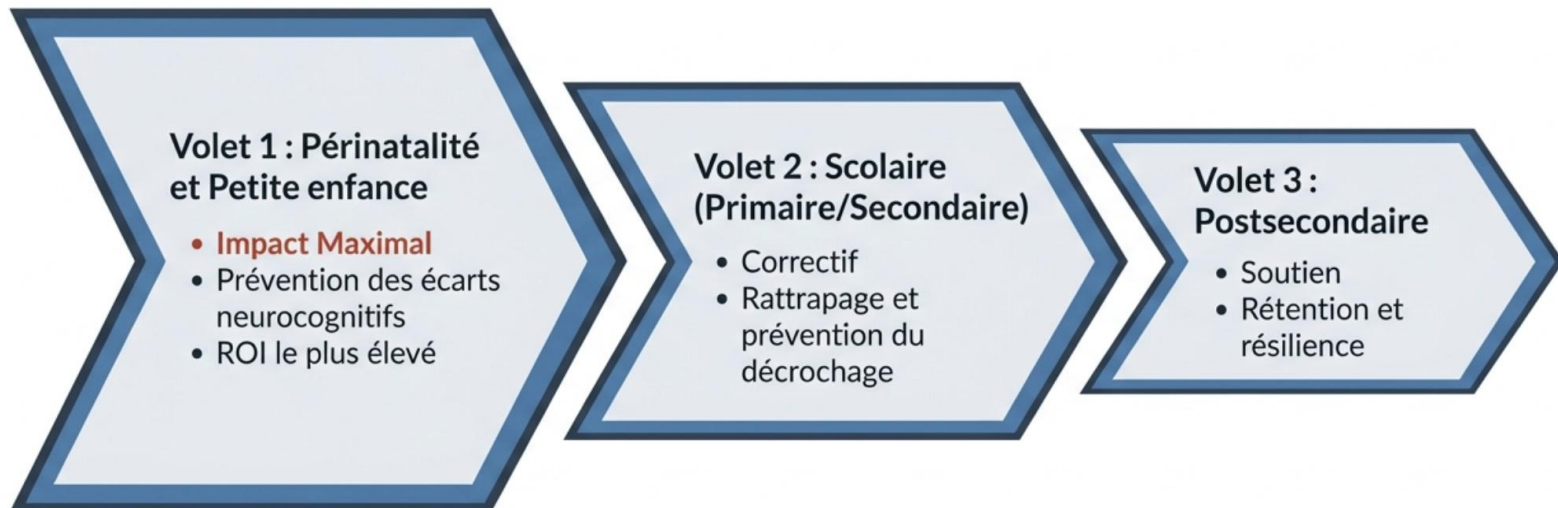 Volet 1 : Périnatalité
et Petite enfance
• Impact Maximal
• Prévention des écarts
neurocognitifs
• ROI le plus élevé
Volet 2 : Scolaire
(Primaire/Secondaire)
• Correctif
• Rattrapage et
prévention du
décrochage
Volet 3 :
Postsecondaire
• Soutien
• Rétention et
résilience